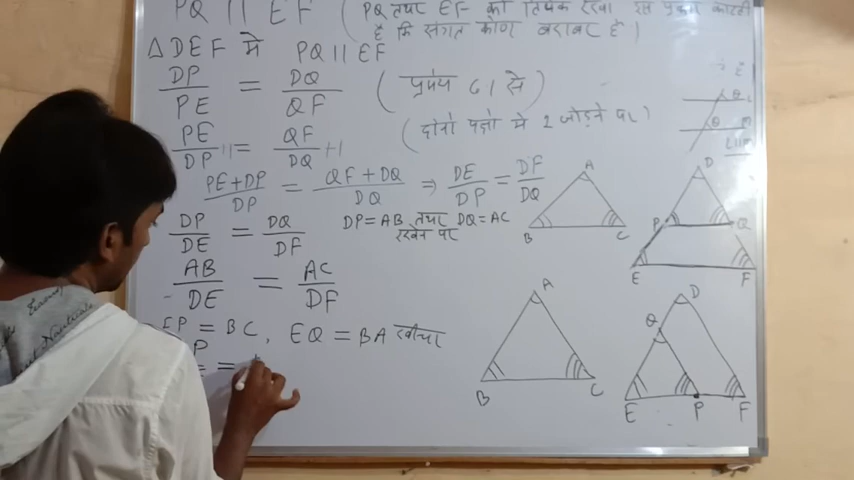 PQ || EF (PQ तथा EF को तिर्यक रेखा इस प्रकार काटती
है कि संगत कोण बराबर है)
△DEF मे PQ || EF
DP/PE = DQ/QF (प्रमेय 6.1 से)
PE/DP +1 = QF/DQ +1 (दोनो पक्षो मे 1 जोड़ने पर)
PE+DP/DP = QF+DQ/DQ ⇒ DE/DP = DF/DQ
DP/DE = DQ/DF DP=AB तथा DQ=AC
रखने पर
AB/DE = AC/DF
EP = BC, EQ = BA खींचा
P
=
θ L
θ M
L||M
A
B C
D
P Q
E F
A
B C
D
Q
E P F